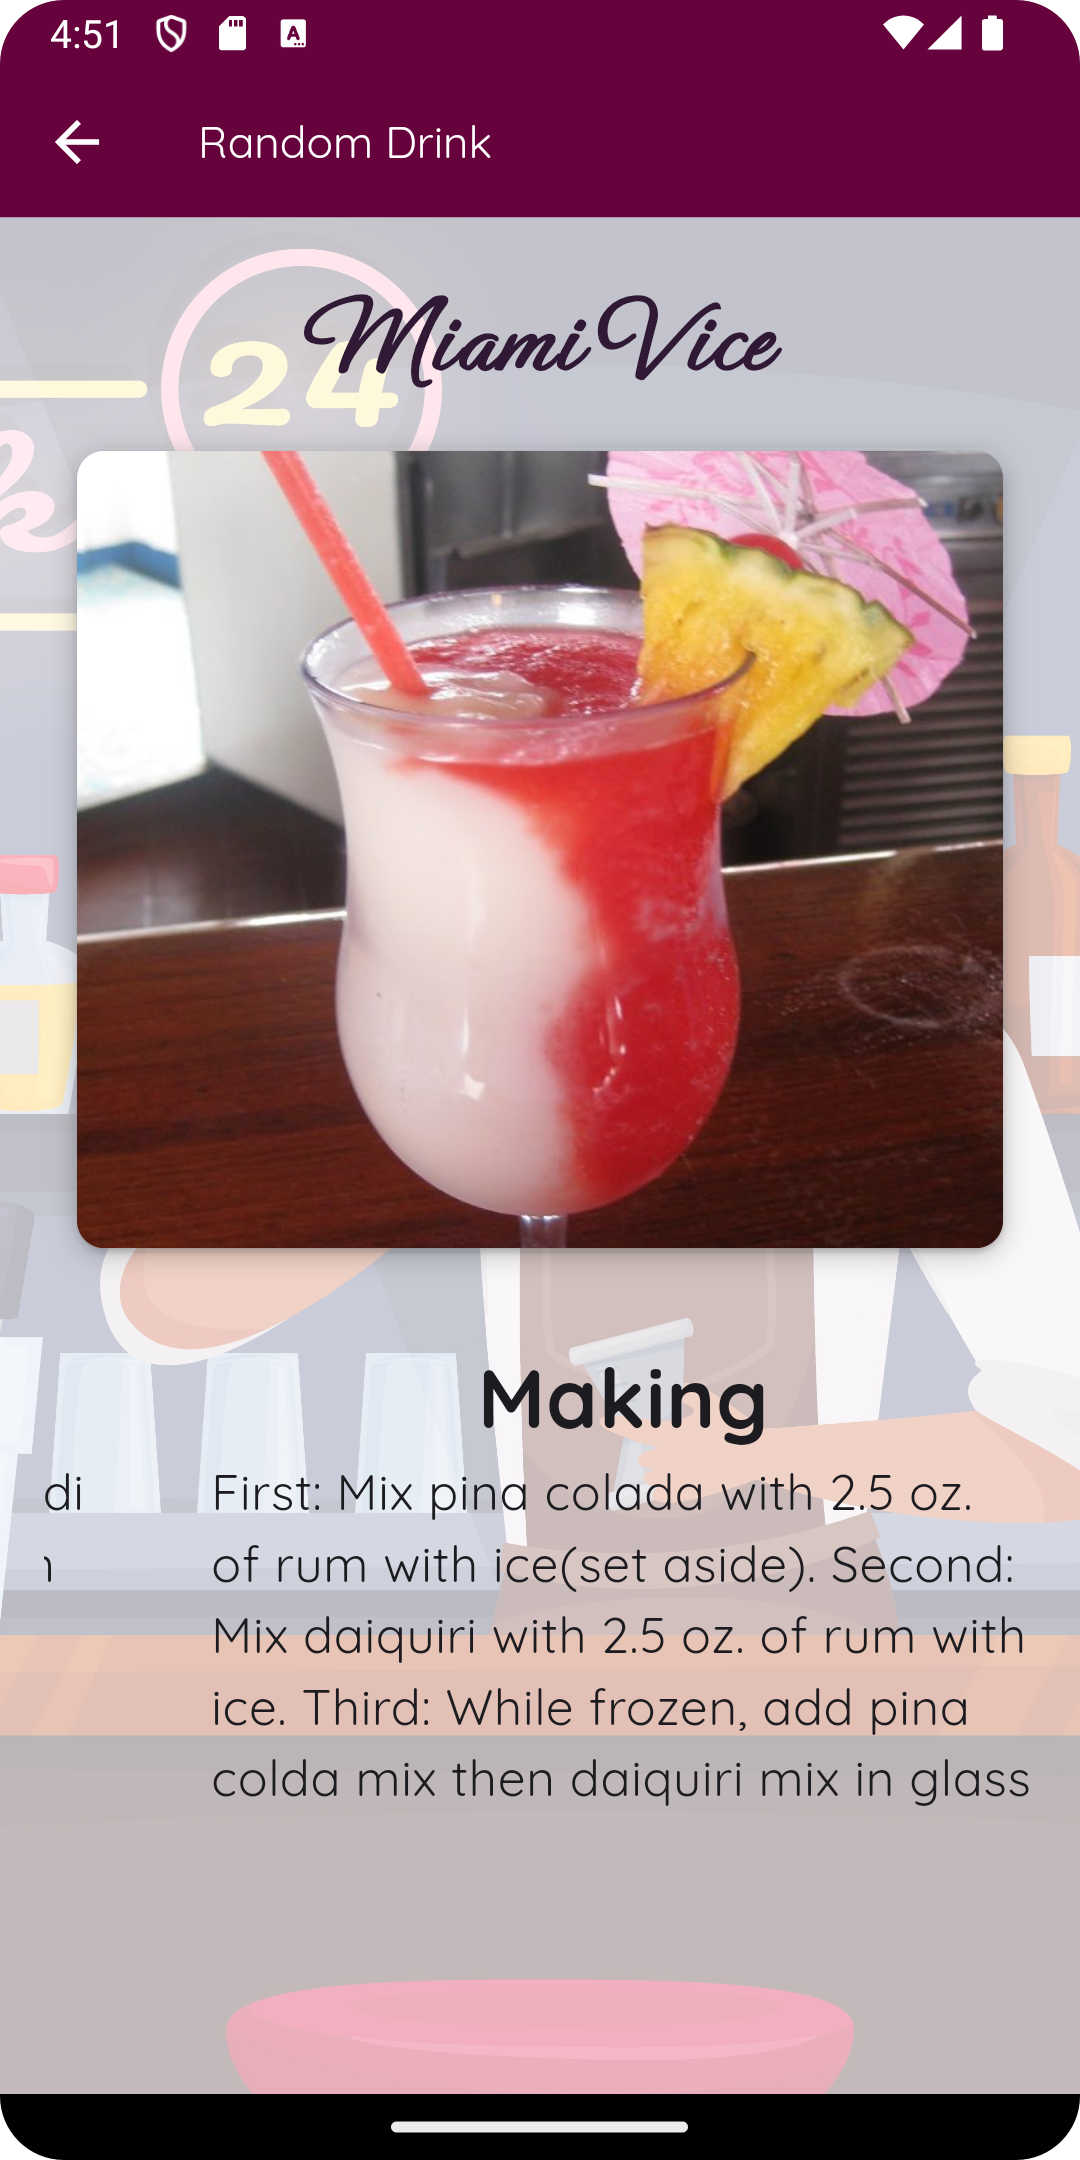 4:51
Random Drink
24
Miami Vice
k
Making
di
First: Mix pina colada with 2.5 oz.
of rum with ice(set aside). Second:
Mix daiquiri with 2.5 oz. of rum with
ice. Third: While frozen, add pina
colda mix then daiquiri mix in glass